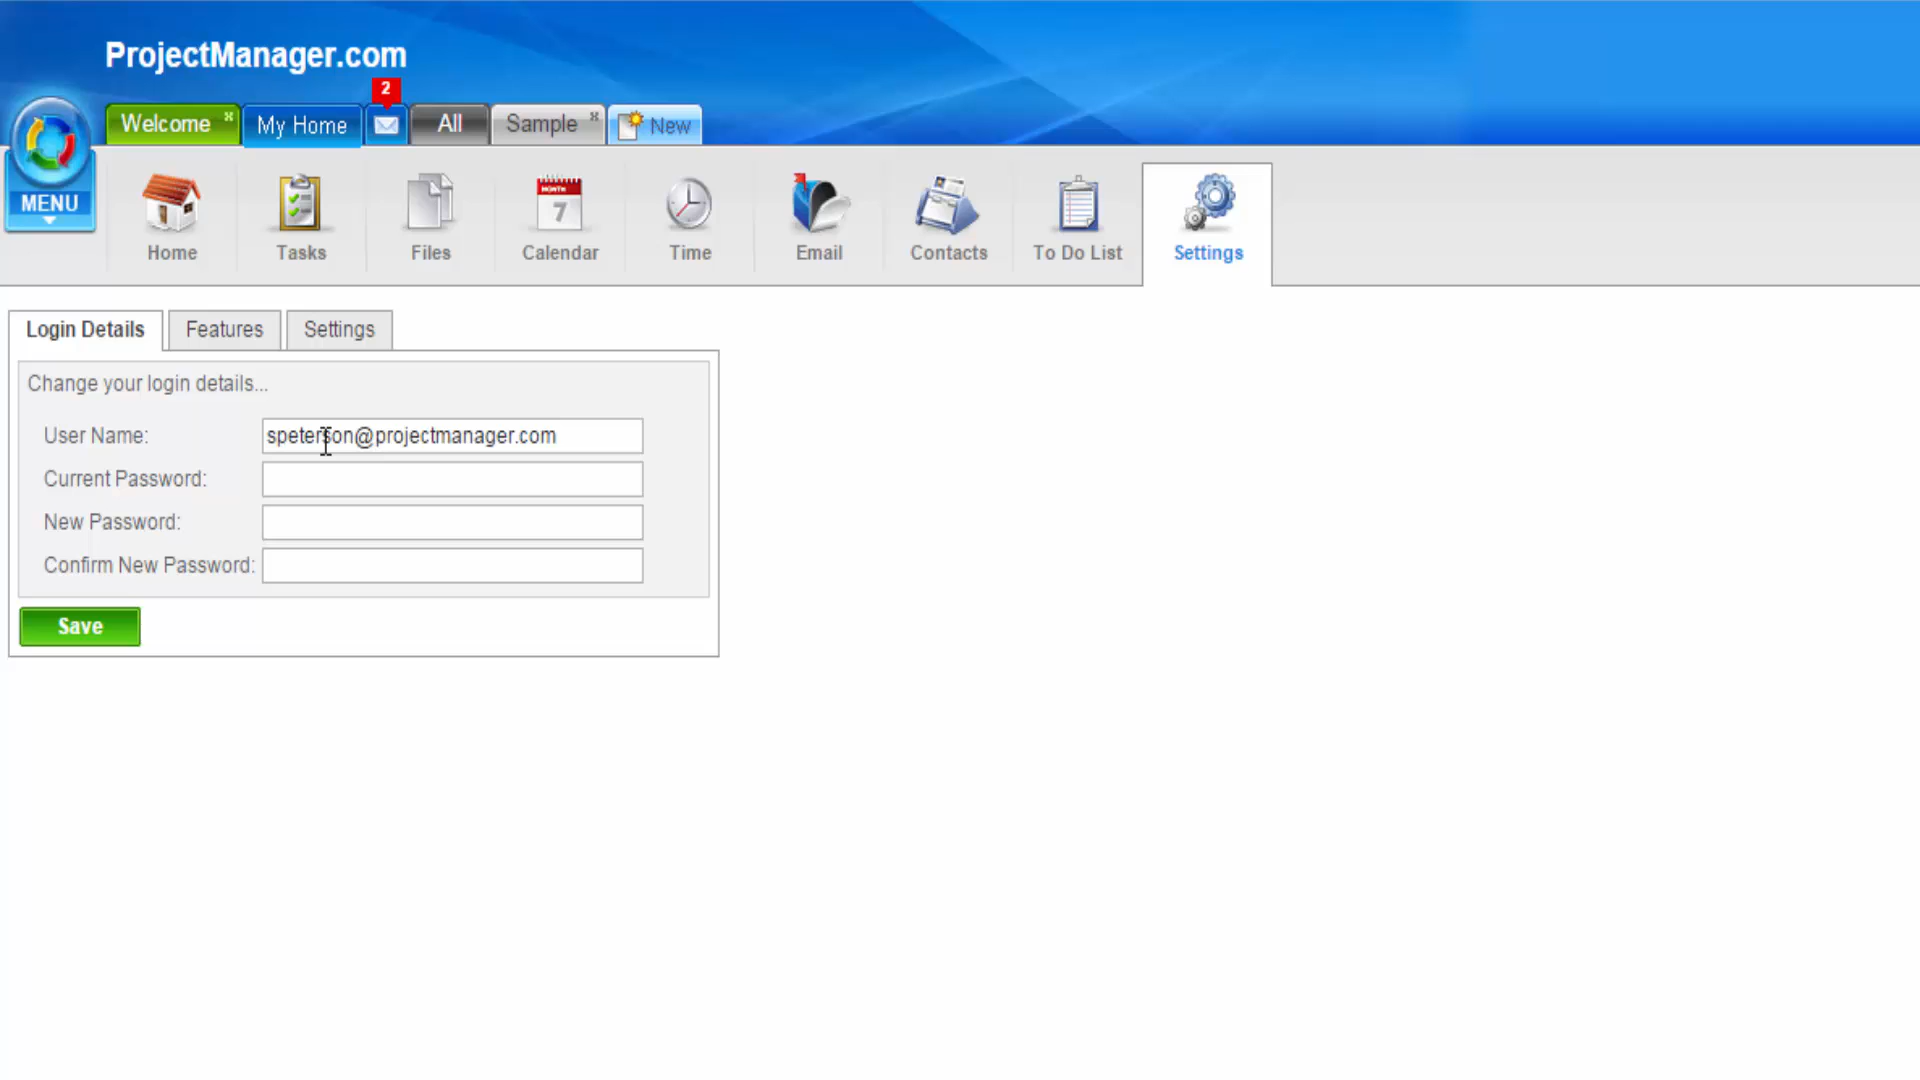 ProjectManager.com
2
Welcome x My Home All Sample x New
MENU
Home Tasks MONTH 7 Files Calendar Time Email Contacts To Do List Settings
Login Details Features Settings
Change your login details...
User Name: speterson@projectmanager.com
Current Password:
New Password:
Confirm New Password:
Save